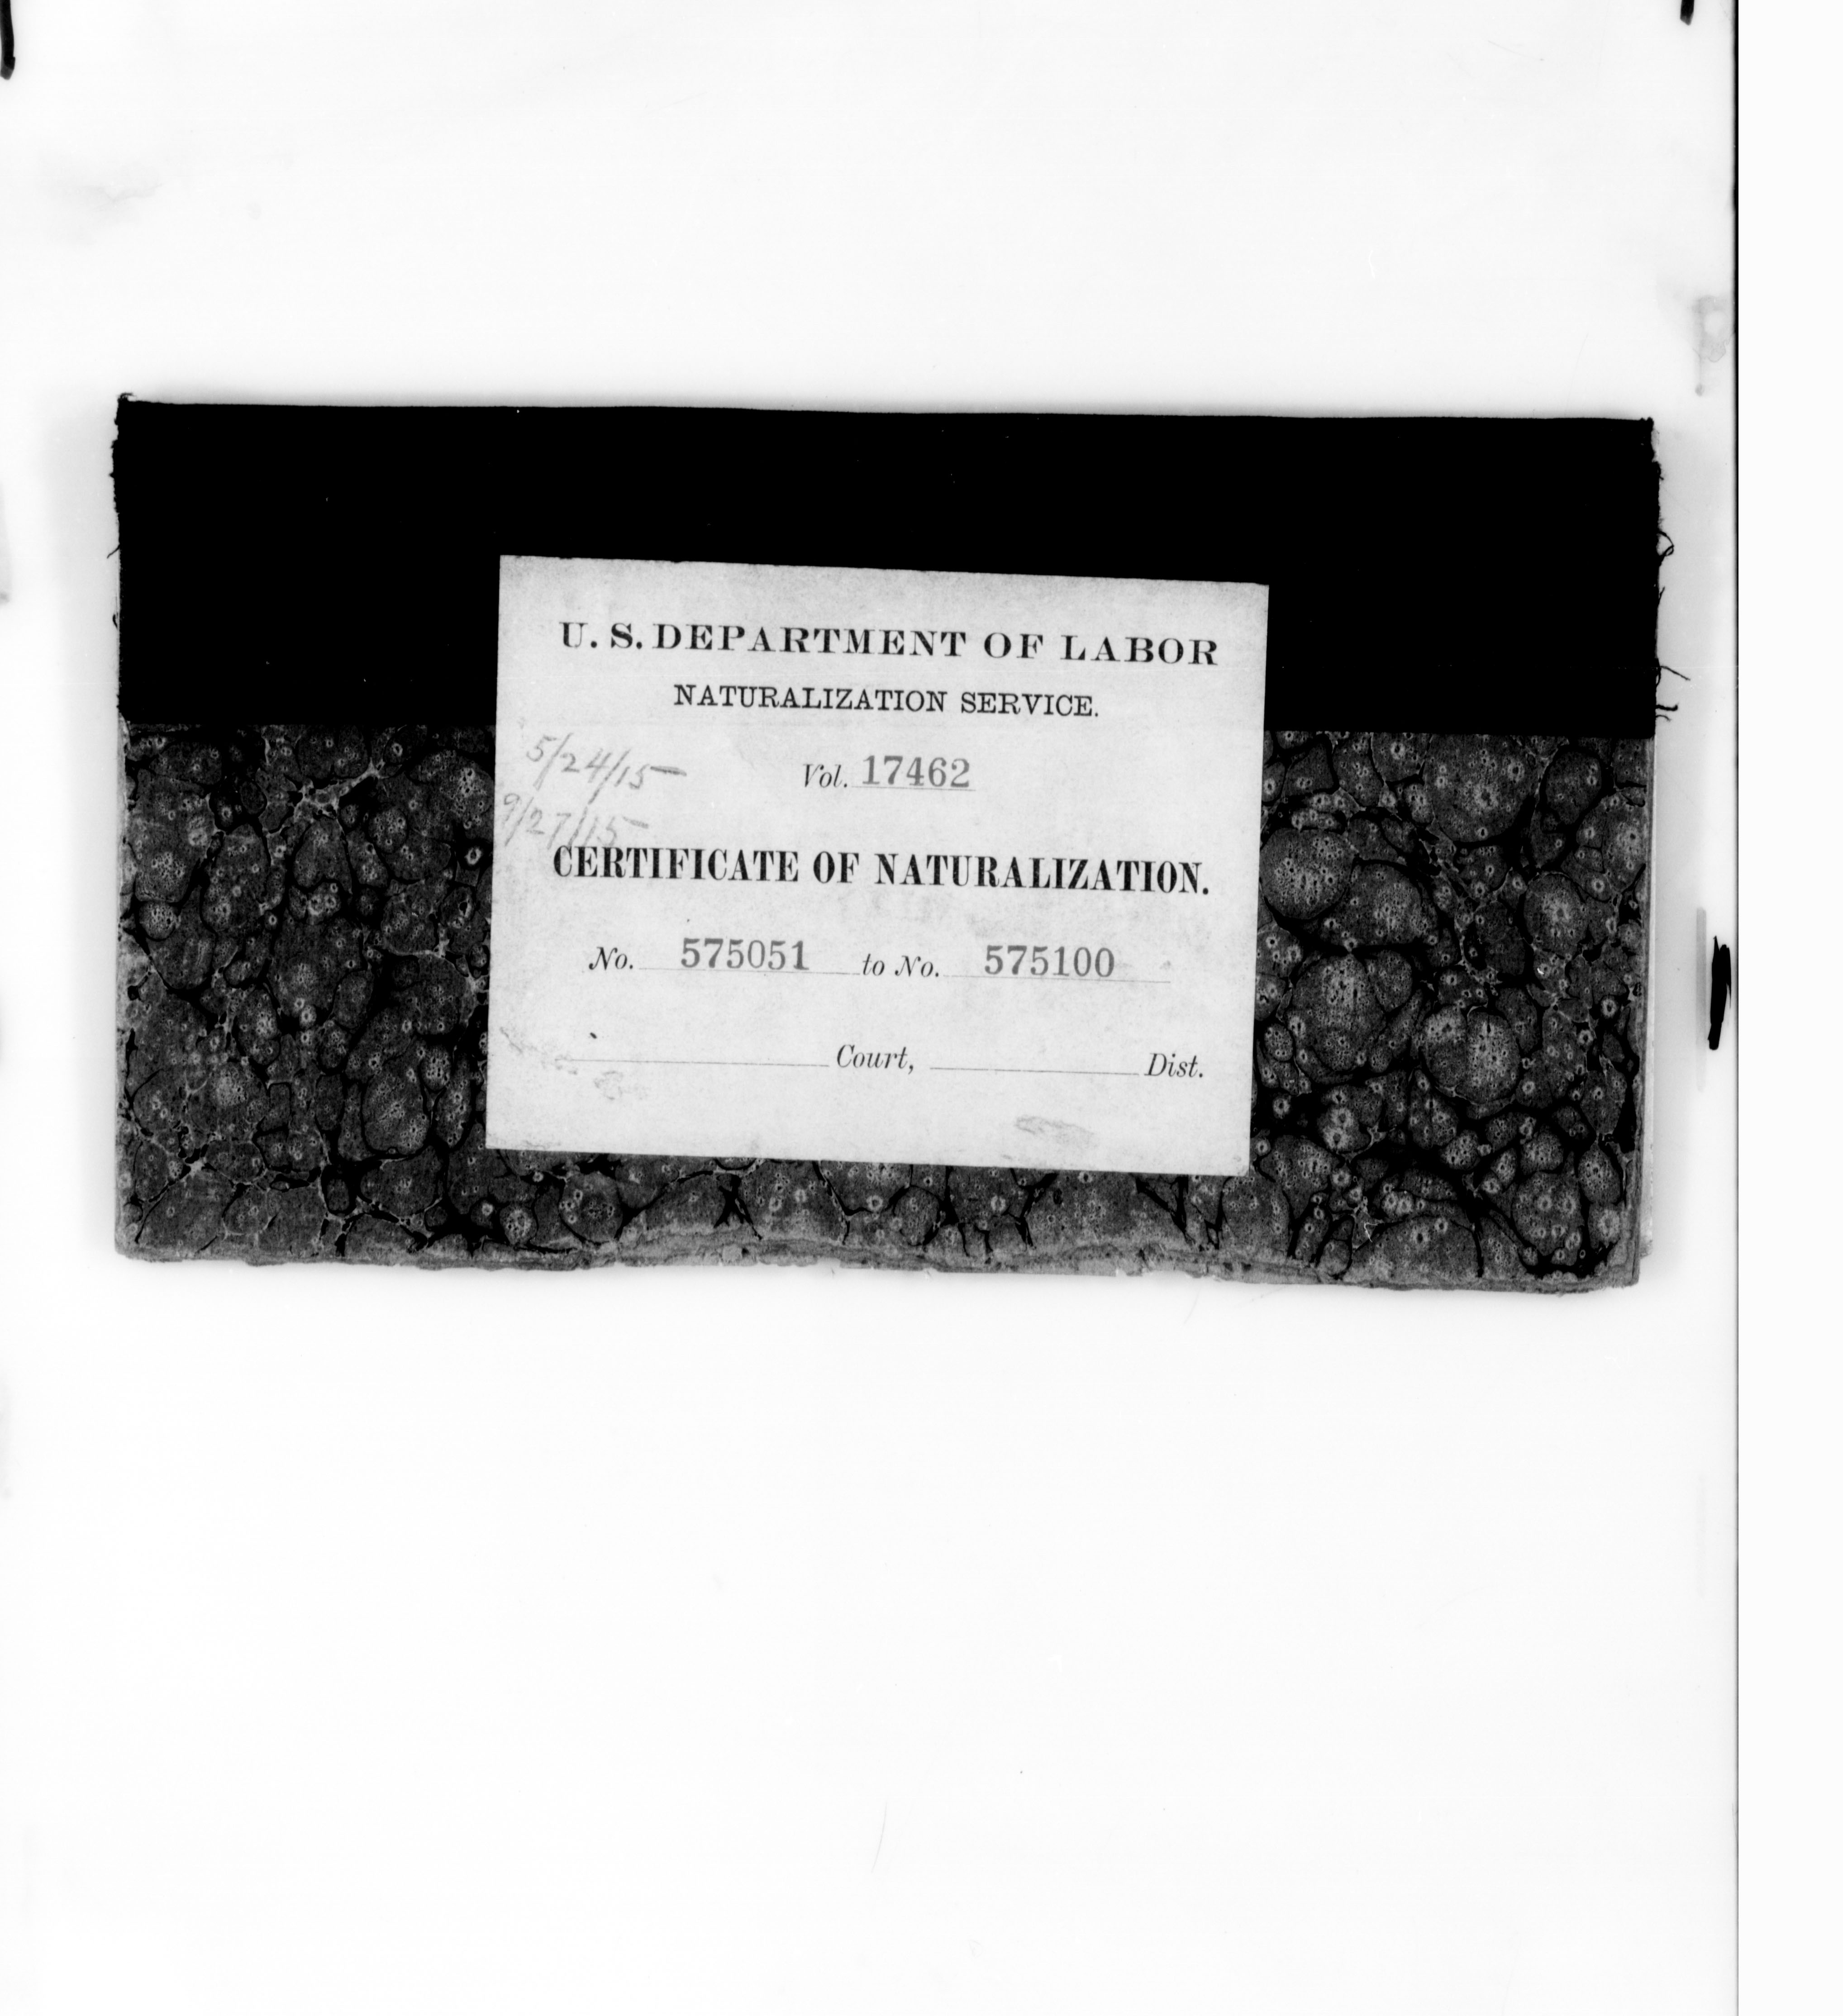 U. S. DEPARTMENT OF LABOR
NATURALIZATION SERVICE.
5/24/15
Vol. 17462
9/27/15
CERTIFICATE OF NATURALIZATION.
No. 575051 to No. 575100
Court, Dist.